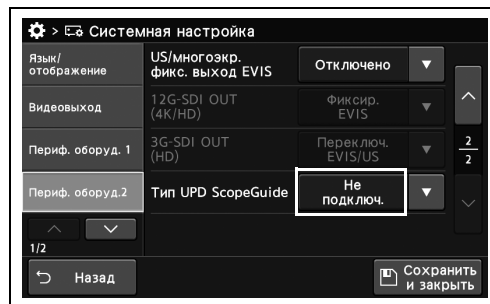 > Системная настройка
Язык/
отображение
Видеовыход
Периф. оборуд. 1
Периф. оборуд.2
1/2
US/многоэкр.
фикс. выход EVIS
Отключено
12G-SDI OUT
(4K/HD)
Фиксир.
EVIS
3G-SDI OUT
(HD)
Переключ.
EVIS/US
Тип UPD ScopeGuide
Не
подключ.
2
2
Назад
Сохранить
и закрыть